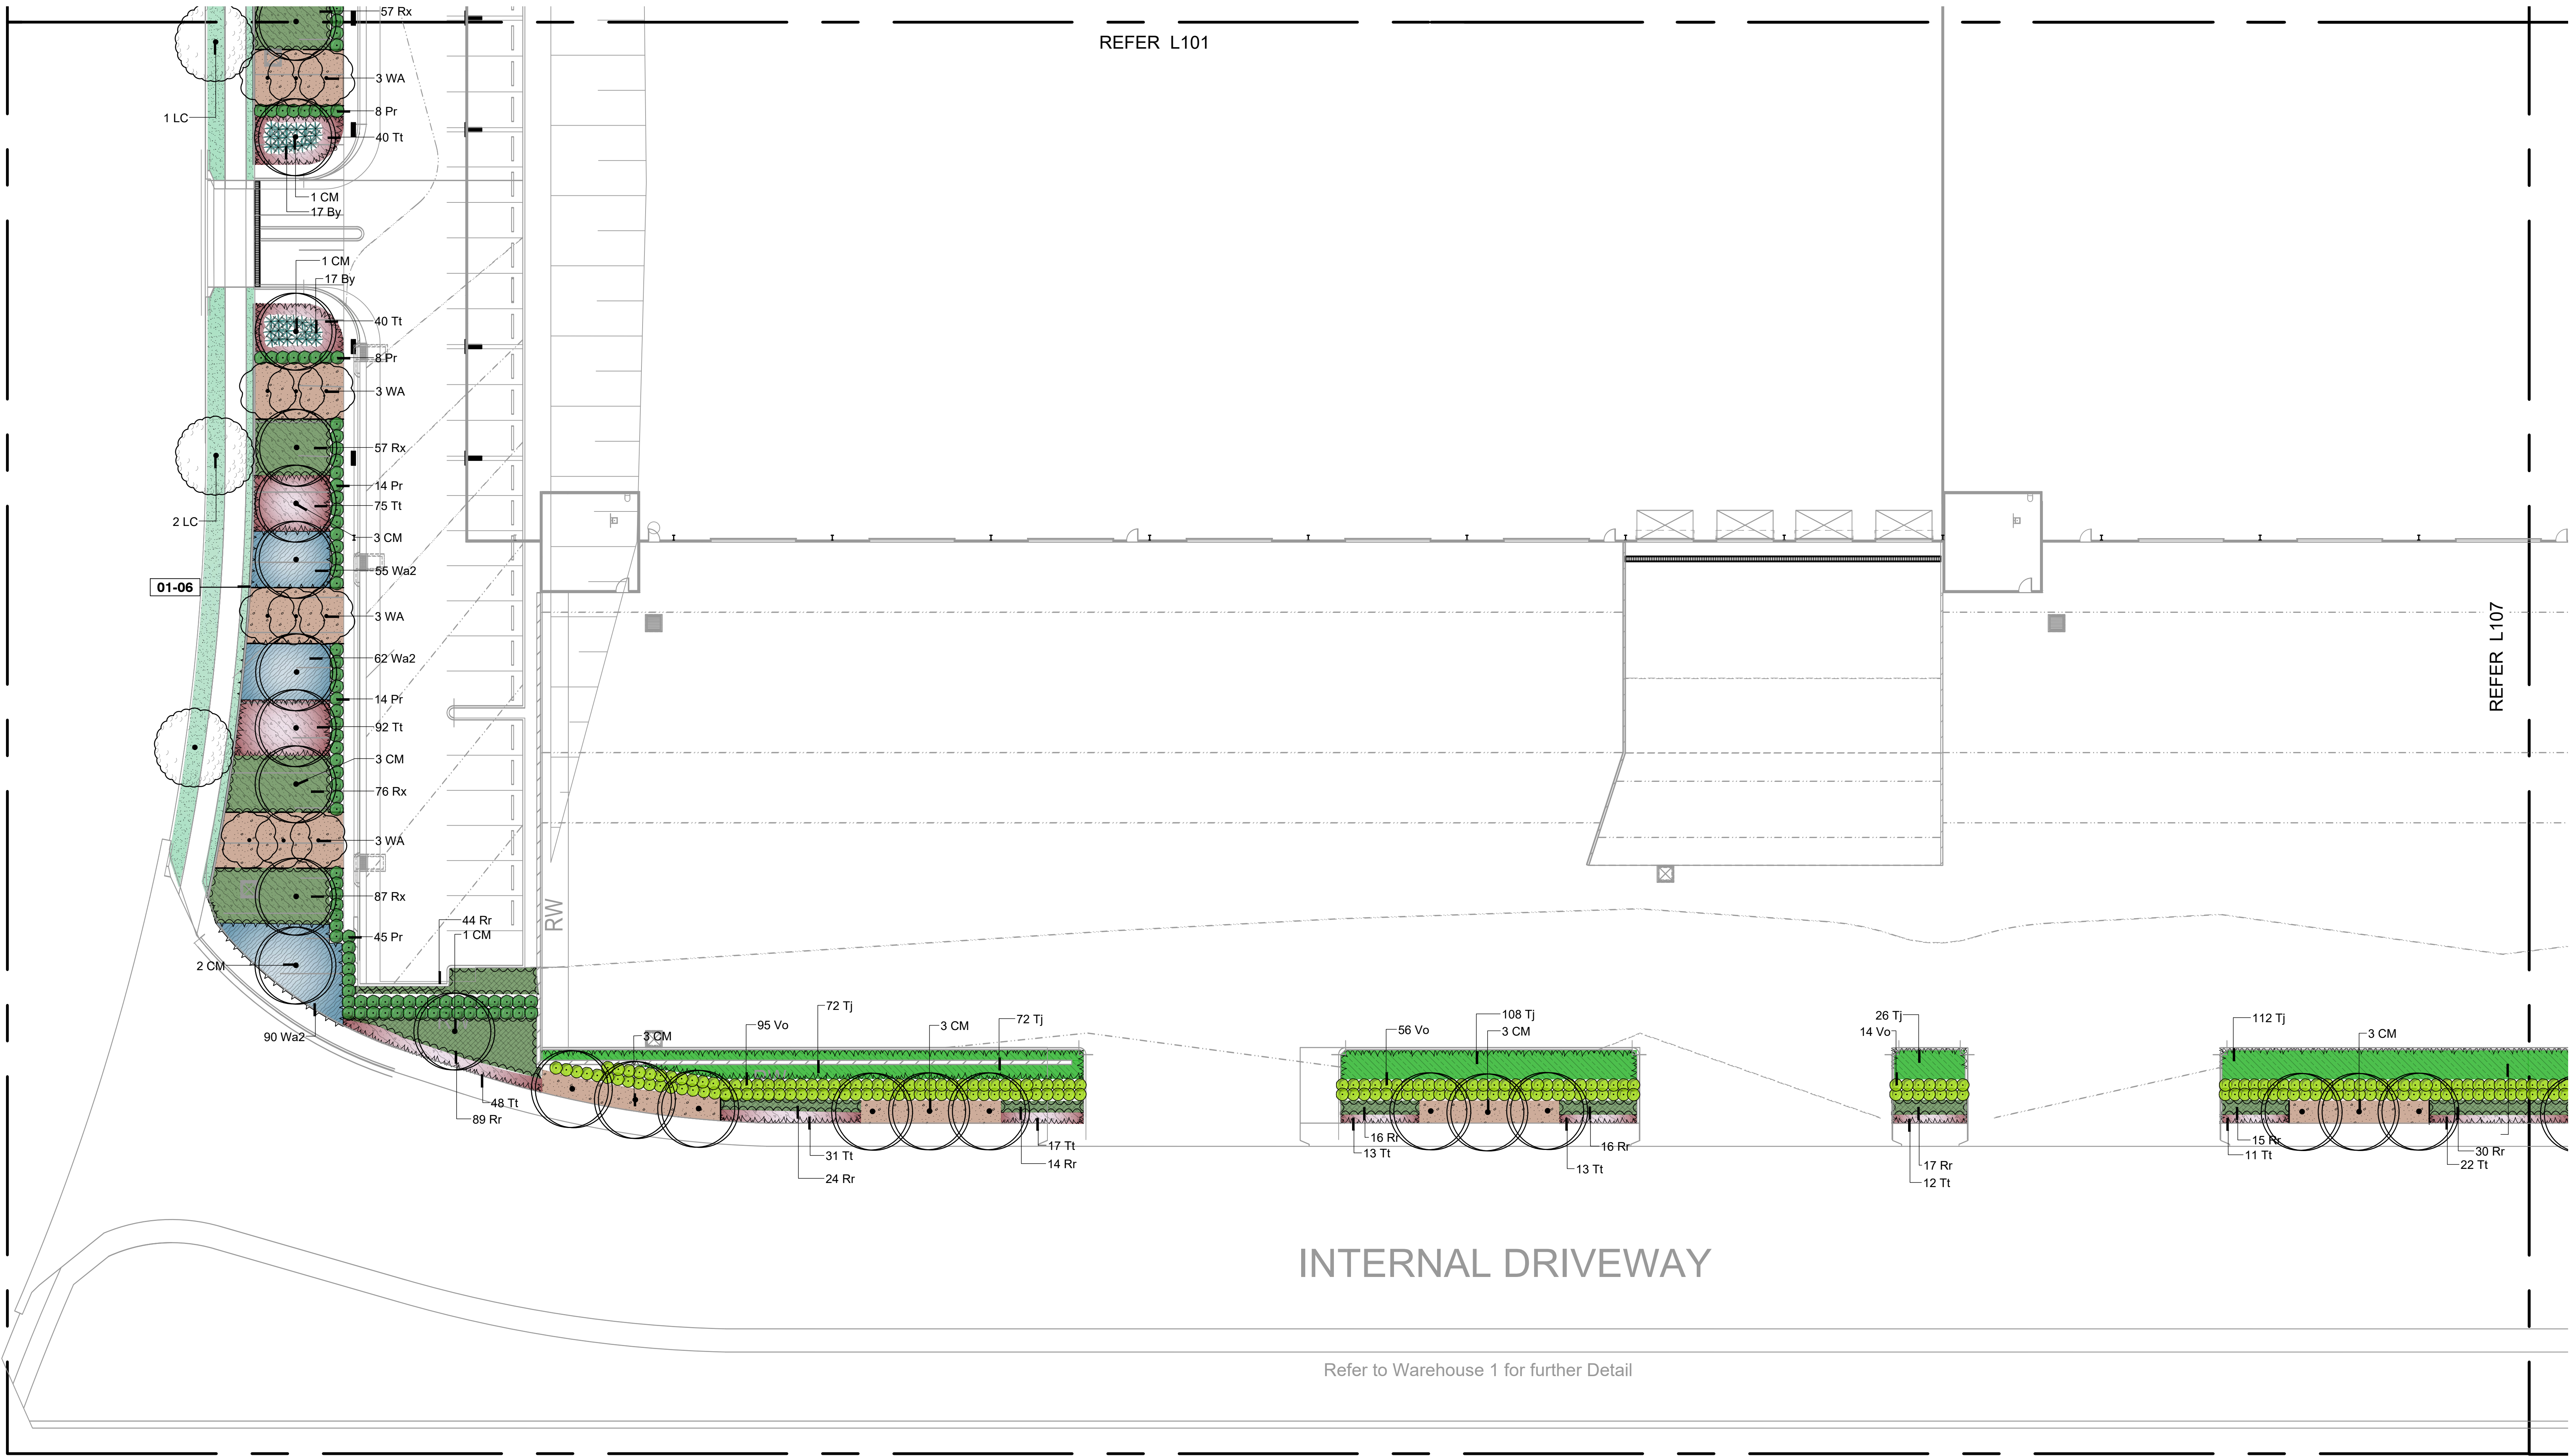 57 Rx
REFER L101
3 WA
8 Pr
1 LC
40 Tt
1 CM
17 By
1 CM
17 By
40 Tt
8 Pr
3 WA
57 Rx
14 Pr
75 Tt
2 LC
3 CM
55 Wa2
01-06
3 WA
62 Wa2
REFER L107
14 Pr
92 Tt
3 CM
76 Rx
3 WA
87 Rx
RW
44 Rr
1 CM
45 Pr
2 CM
90 Wa2
48 Tt
89 Rr
3 CM
95 Vo
72 Tj
3 CM
72 Tj
31 Tt
24 Rr
17 Tt
14 Rr
56 Vo
108 Tj
3 CM
16 Rr
13 Tt
16 Rr
13 Tt
26 Tj
14 Vo
17 Rr
12 Tt
112 Tj
3 CM
15 Rr
11 Tt
30 Rr
22 Tt
INTERNAL DRIVEWAY
Refer to Warehouse 1 for further Detail